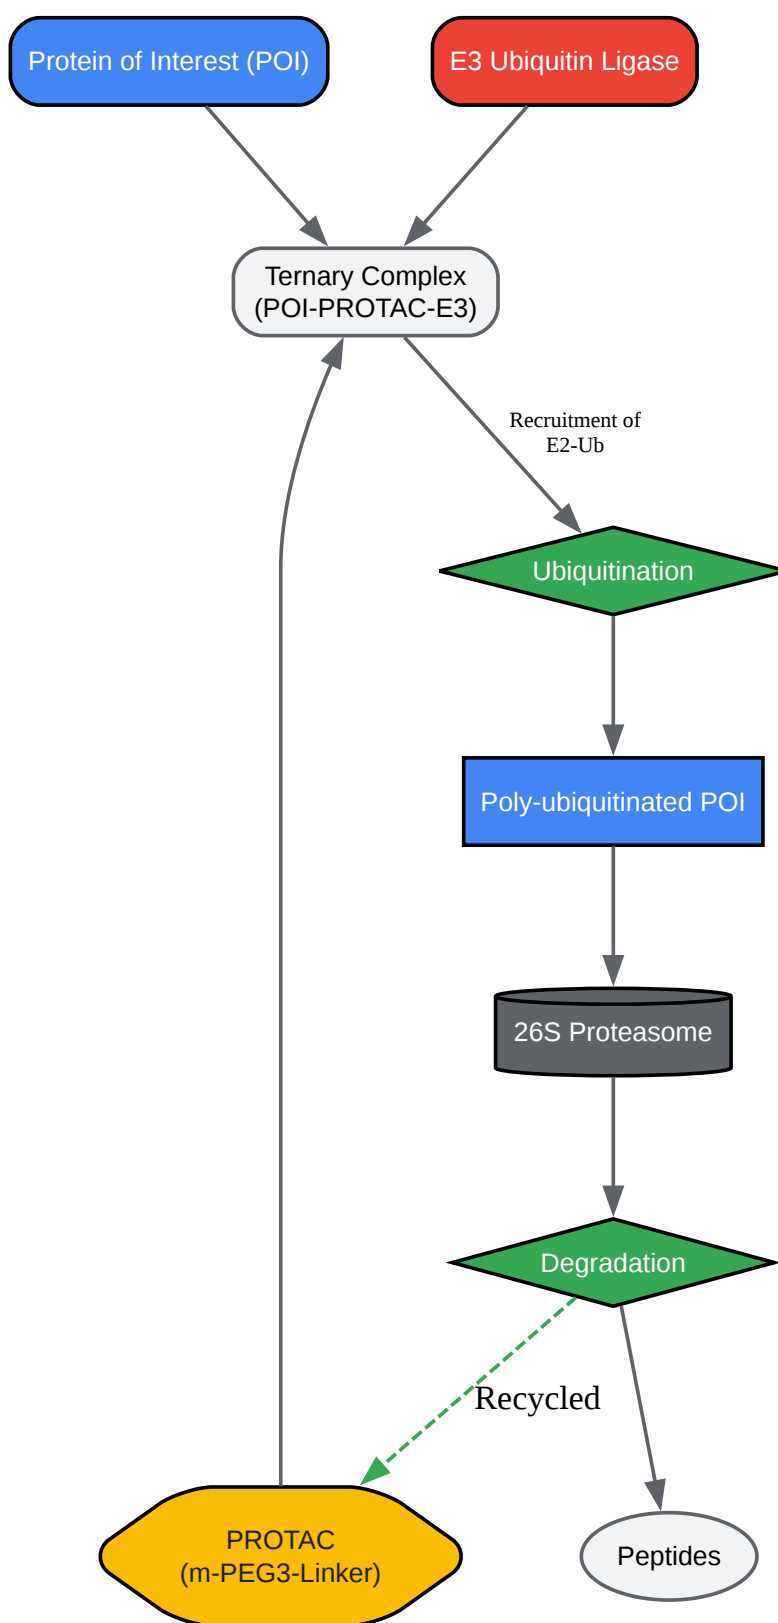 Protein of Interest (POI)
E3 Ubiquitin Ligase
Ternary Complex
(POI-PROTAC-E3)
Recruitment of
E2-Ub
Ubiquitination
Poly-ubiquitinated POI
26S Proteasome
Degradation
Recycled
PROTAC
(m-PEG3-Linker)
Peptides